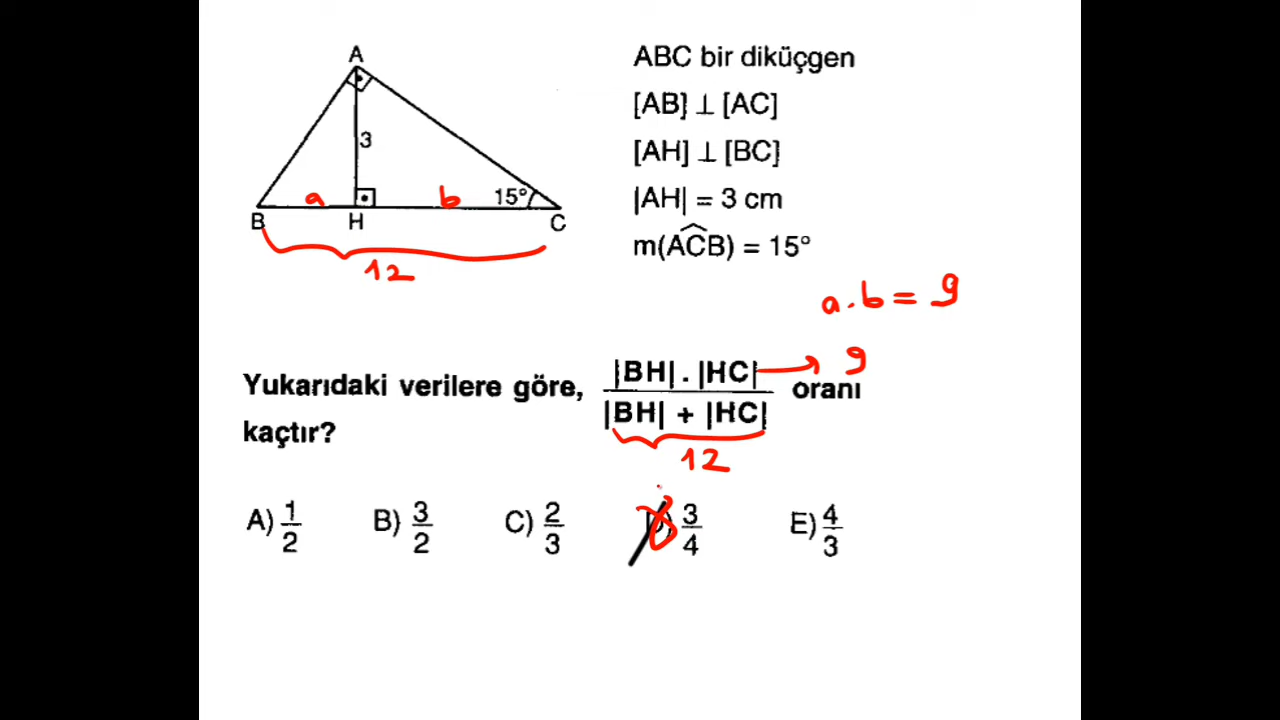 A
3
a
b
15°
B
H
C
12
ABC bir diküçgen
[AB] ⊥ [AC]
[AH] ⊥ [BC]
|AH| = 3 cm
m(ACB) = 15°
a.b = 9
Yukarıdaki verilere göre, |BH| . |HC| / |BH| + |HC| oranı
→ 9
12
kaçtır?
A) 1/2 B) 3/2 C) 2/3 D) 3/4 E) 4/3